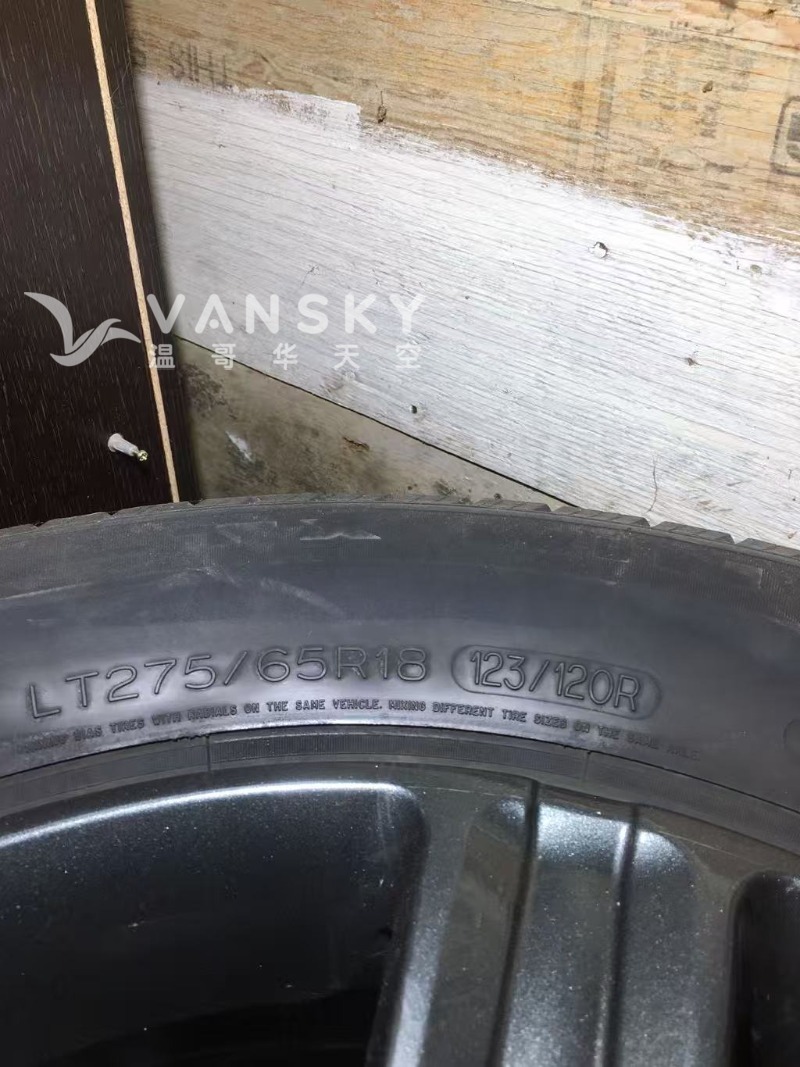 VANSKY
温哥华天空
LT275/65R18 123/120R
BIAS TIRES WITH RADIALS ON THE SAME VEHICLE. MIXING DIFFERENT TIRE SIZES ON THE SAME AXLE